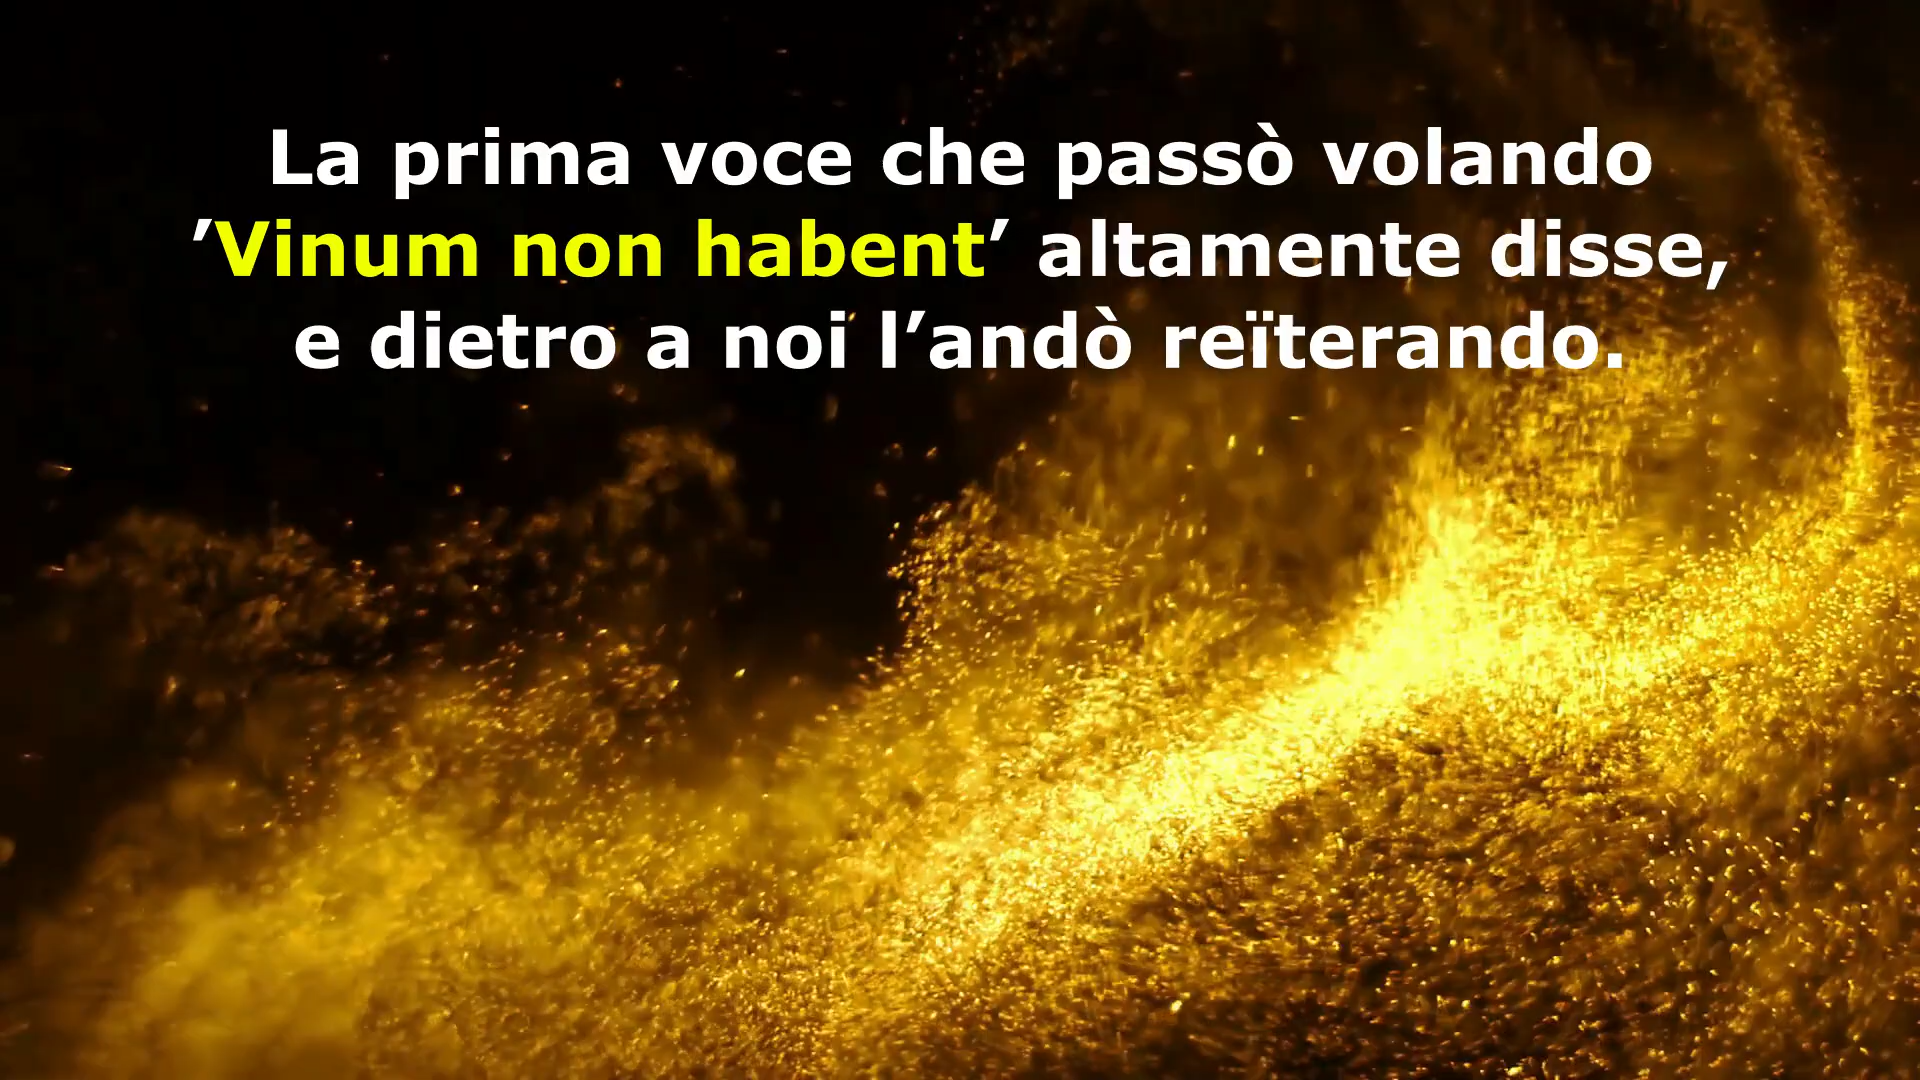 La prima voce che passò volando
’Vinum non habent’ altamente disse,
e dietro a noi l’andò reïterando.